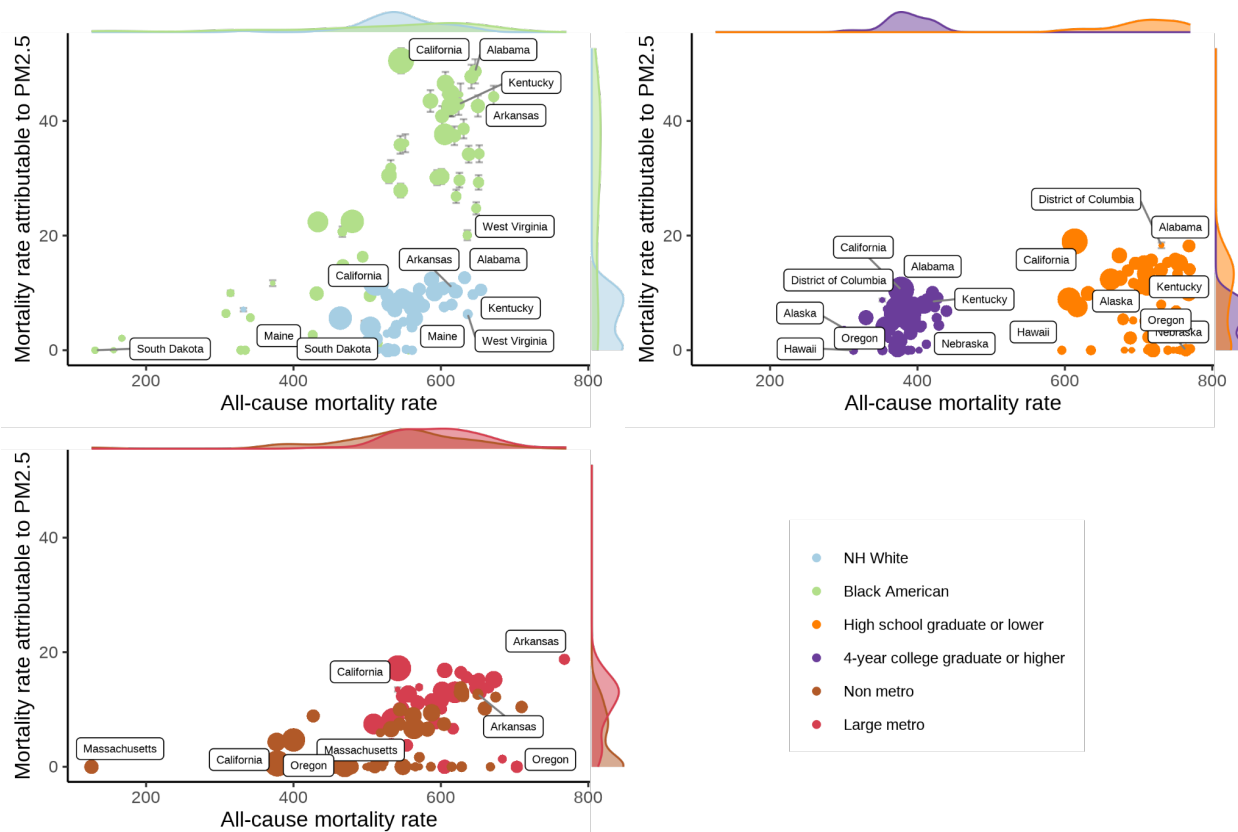 Mortality rate attributable to PM2.5
40
20
0
California
Alabama
Kentucky
Arkansas
West Virginia
Arkansas
Alabama
California
Kentucky
Maine
Maine
West Virginia
South Dakota
South Dakota
200
400
600
800
All-cause mortality rate
Mortality rate attributable to PM2.5
40
20
0
District of Columbia
Alabama
California
California
Alabama
District of Columbia
Kentucky
Kentucky
Alaska
Alaska
Oregon
Hawaii
Nebraska
Oregon
Nebraska
Hawaii
200
400
600
800
All-cause mortality rate
Mortality rate attributable to PM2.5
40
20
0
Arkansas
California
Arkansas
Massachusetts
Massachusetts
California
Oregon
Oregon
200
400
600
800
All-cause mortality rate
NH White
Black American
High school graduate or lower
4-year college graduate or higher
Non metro
Large metro